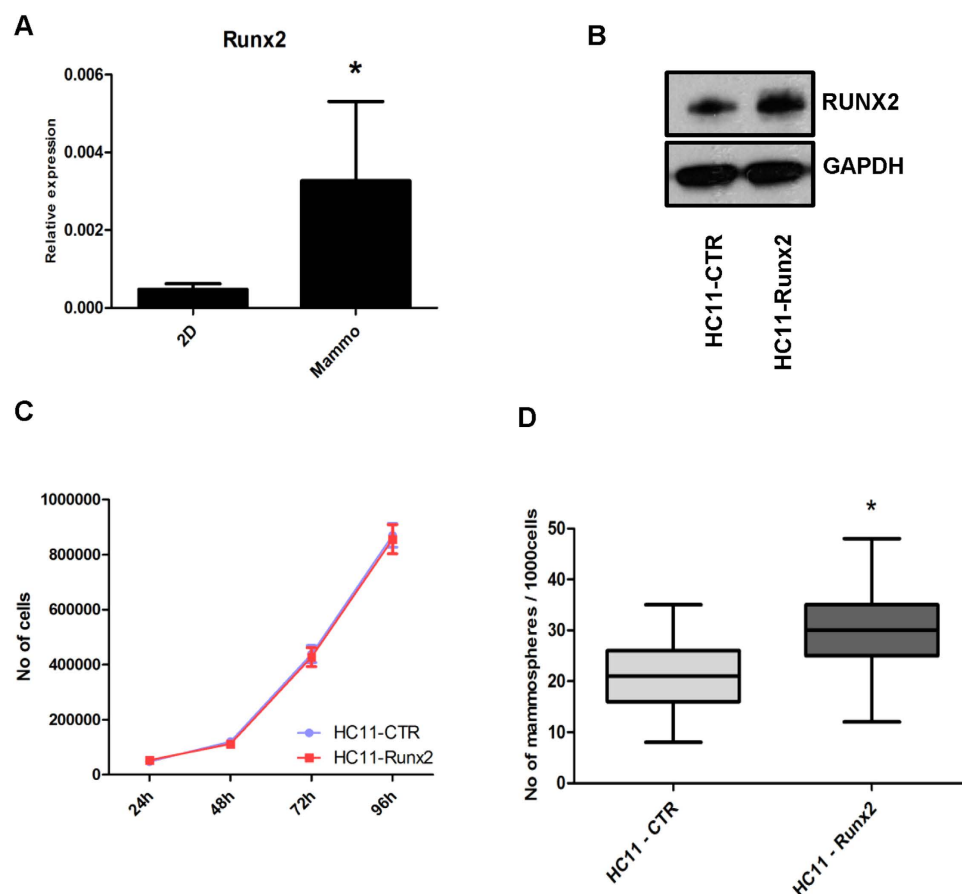 A
Runx2
*
0.006
0.004
0.002
0.000
Relative expression
2D
Mammo
B
RUNX2
GAPDH
HC11-CTR
HC11-Runx2
C
1000000
800000
600000
400000
200000
0
No of cells
HC11-CTR
HC11-Runx2
24h
48h
72h
96h
D
*
50
40
30
20
10
0
No of mammospheres / 1000cells
HC11 - CTR
HC11 - Runx2